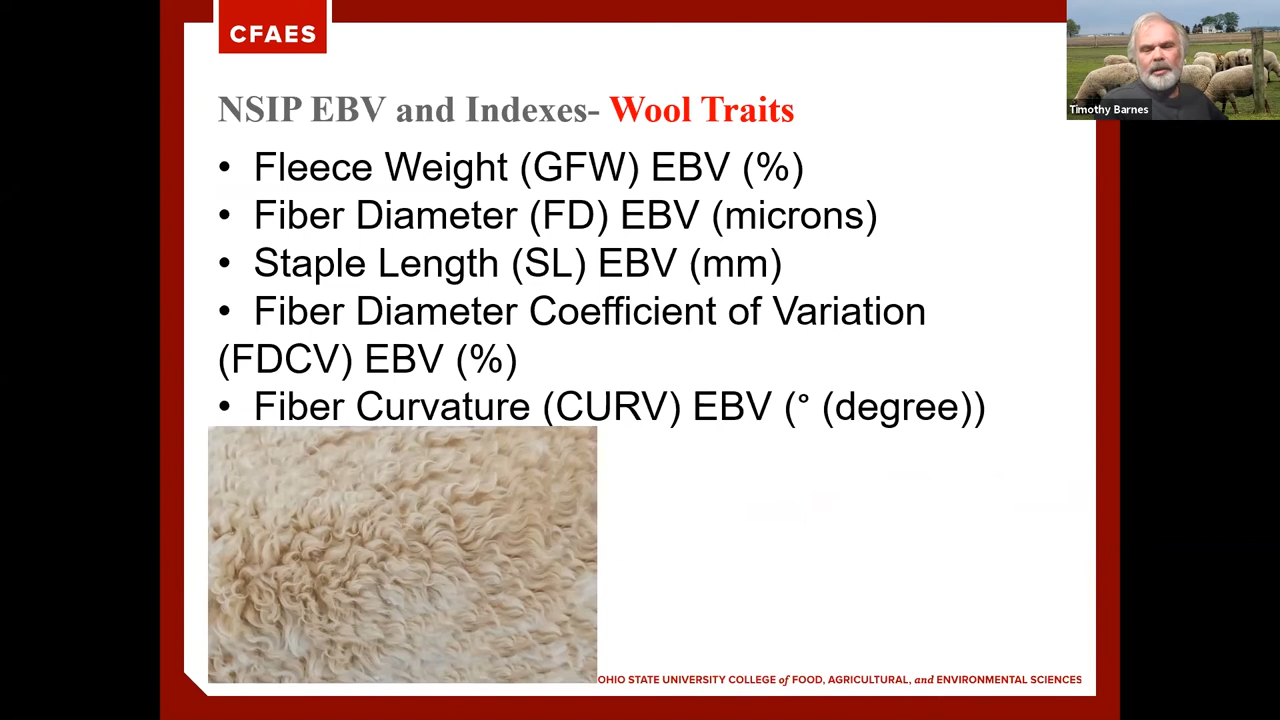 CFAES
Timothy Barnes
NSIP EBV and Indexes- Wool Traits
• Fleece Weight (GFW) EBV (%)
• Fiber Diameter (FD) EBV (microns)
• Staple Length (SL) EBV (mm)
• Fiber Diameter Coefficient of Variation
(FDCV) EBV (%)
• Fiber Curvature (CURV) EBV (° (degree))
OHIO STATE UNIVERSITY COLLEGE of FOOD, AGRICULTURAL, and ENVIRONMENTAL SCIENCES